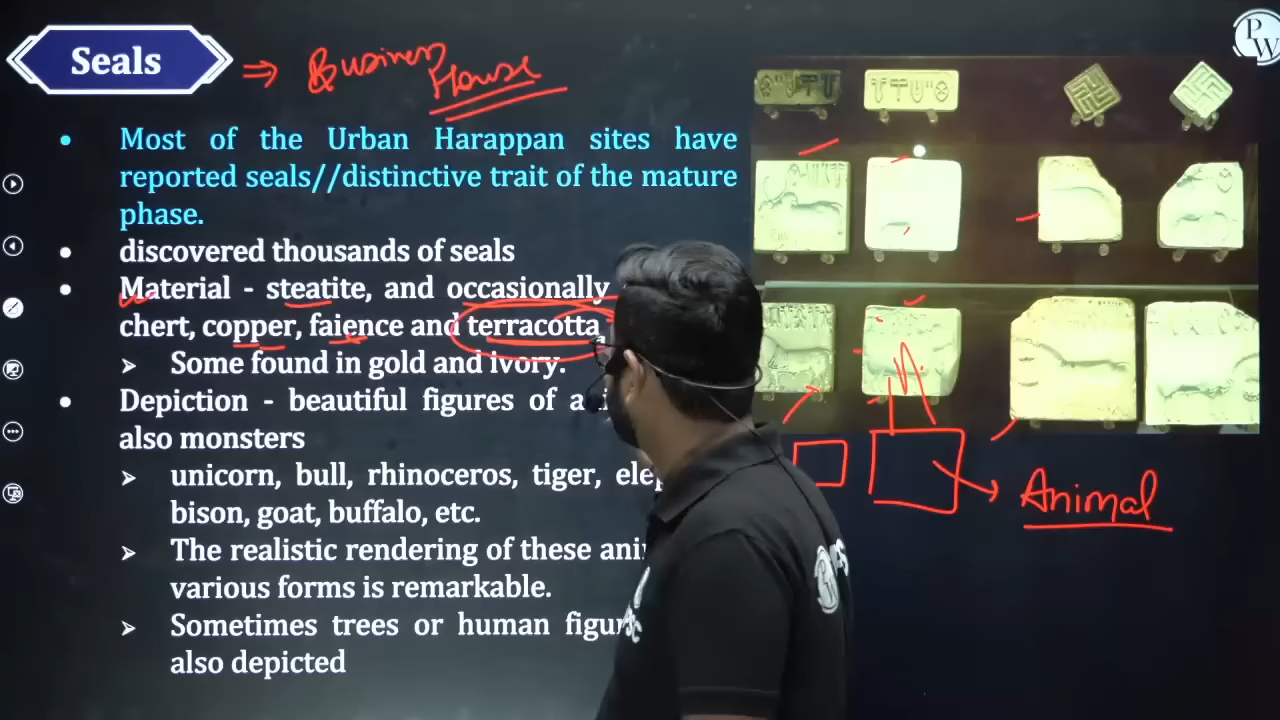 Seals
⇒ Business
House
PW
• Most of the Urban Harappan sites have
reported seals//distinctive trait of the mature
phase.
• discovered thousands of seals
• Material - steatite, and occasionally
chert, copper, faience and terracotta
➢ Some found in gold and ivory.
• Depiction - beautiful figures of
also monsters
➢ unicorn, bull, rhinoceros, tiger,
bison, goat, buffalo, etc.
➢ The realistic rendering of these
various forms is remarkable.
➢ Sometimes trees or human
also depicted
Animal